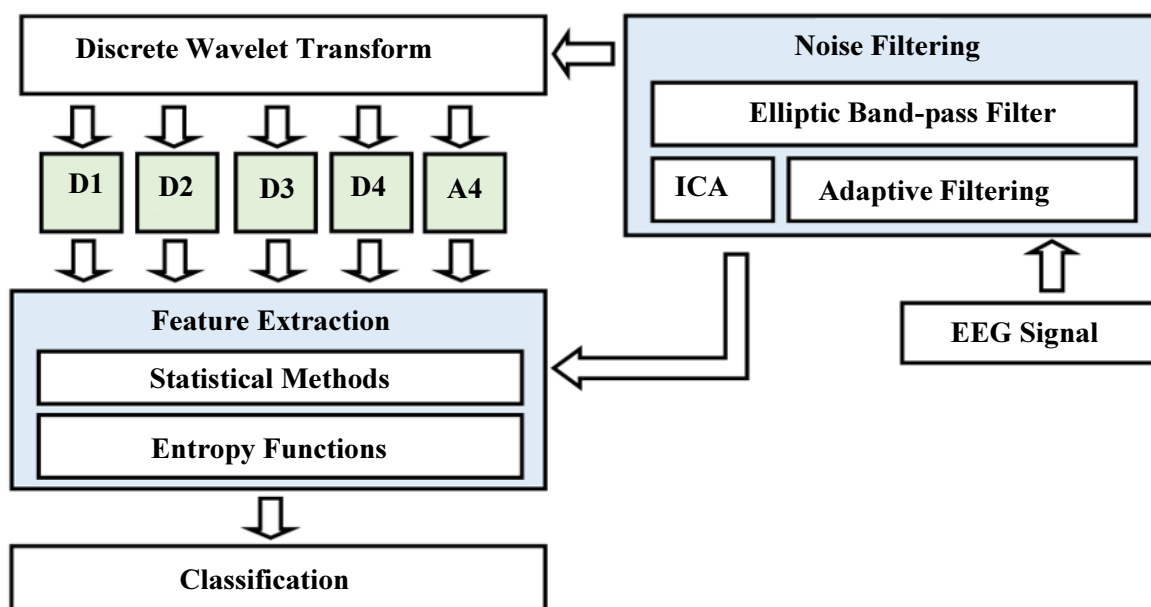 Discrete Wavelet Transform
Noise Filtering
Elliptic Band-pass Filter
ICA
Adaptive Filtering
D1
D2
D3
D4
A4
Feature Extraction
Statistical Methods
Entropy Functions
EEG Signal
Classification